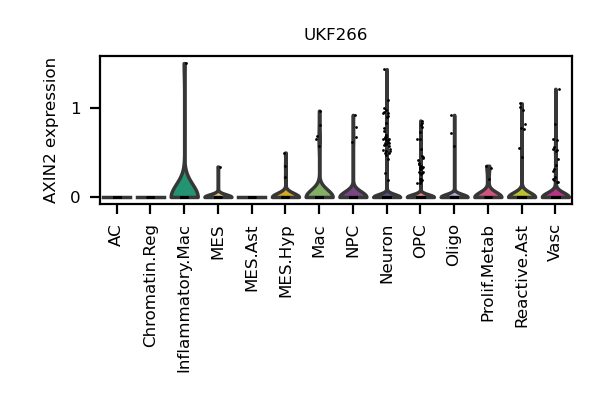 UKF266
AXIN2 expression
1
0
AC
Chromatin.Reg
Inflammatory.Mac
MES
MES.Ast
MES.Hyp
Mac
NPC
Neuron
OPC
Oligo
Prolif.Metab
Reactive.Ast
Vasc